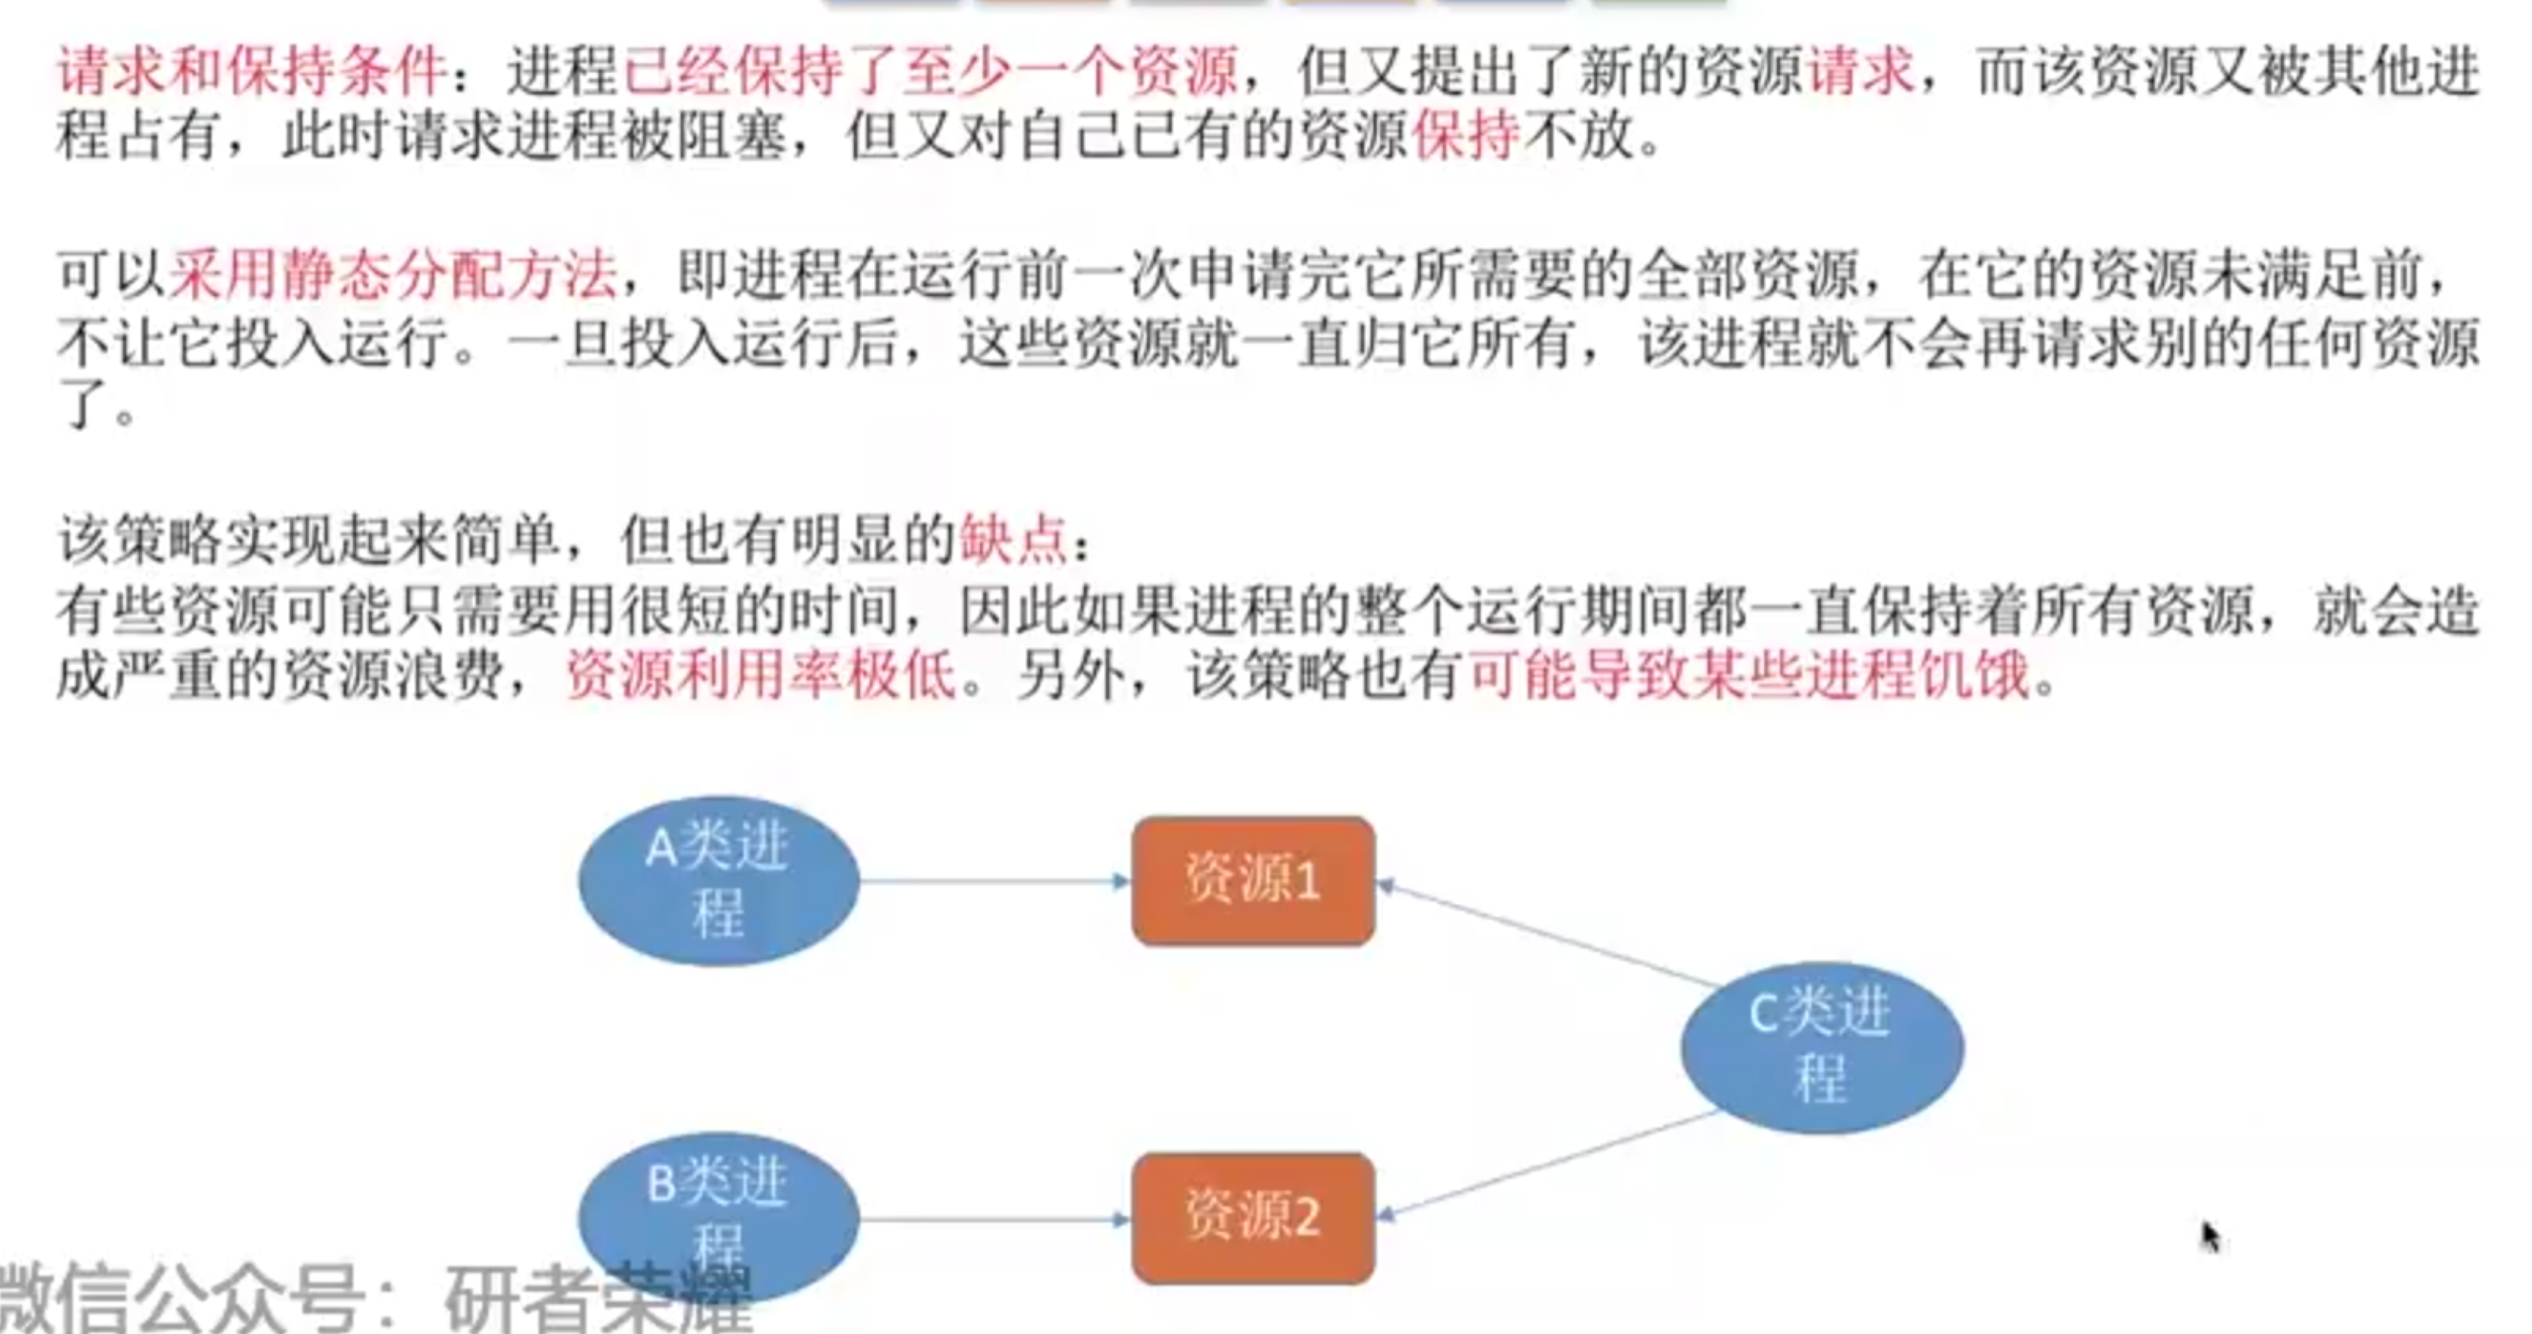 请求和保持条件：进程已经保持了至少一个资源，但又提出了新的资源请求，而该资源又被其他进
程占有，此时请求进程被阻塞，但又对自己已有的资源保持不放。
可以采用静态分配方法，即进程在运行前一次申请完它所需要的全部资源，在它的资源未满足前，
不让它投入运行。一旦投入运行后，这些资源就一直归它所有，该进程就不会再请求别的任何资源
了。
该策略实现起来简单，但也有明显的缺点：
有些资源可能只需要用很短的时间，因此如果进程的整个运行期间都一直保持着所有资源，就会造
成严重的资源浪费，资源利用率极低。另外，该策略也有可能导致某些进程饥饿。
A类进
程
资源1
C类进
程
B类进
程
资源2
微信公众号：研者荣耀